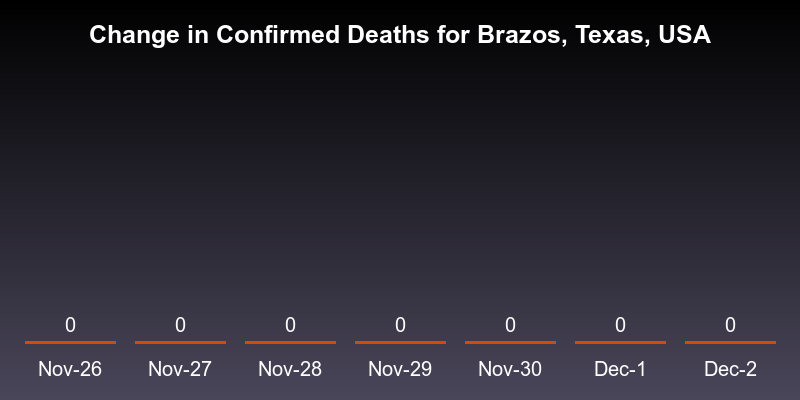 Change in Confirmed Deaths for Brazos, Texas, USA
0 0 0 0 0 0 0
Nov-26 Nov-27 Nov-28 Nov-29 Nov-30 Dec-1 Dec-2